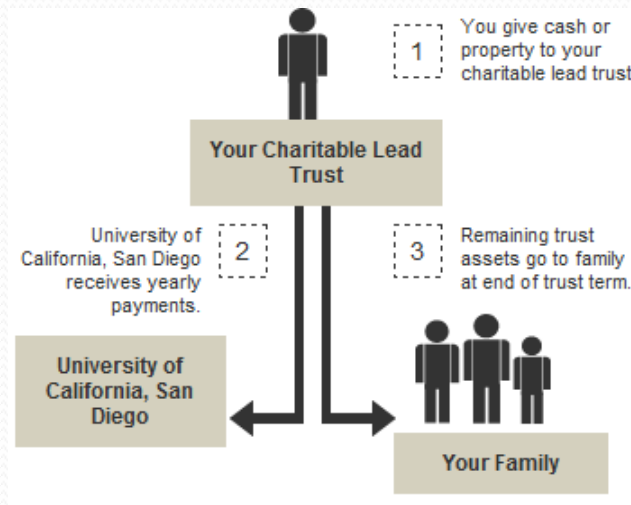 1
You give cash or
property to your
charitable lead trust
Your Charitable Lead
Trust
University of
California, San Diego
receives yearly
payments.
2
3
Remaining trust
assets go to family
at end of trust term.
University of
California, San
Diego
Your Family